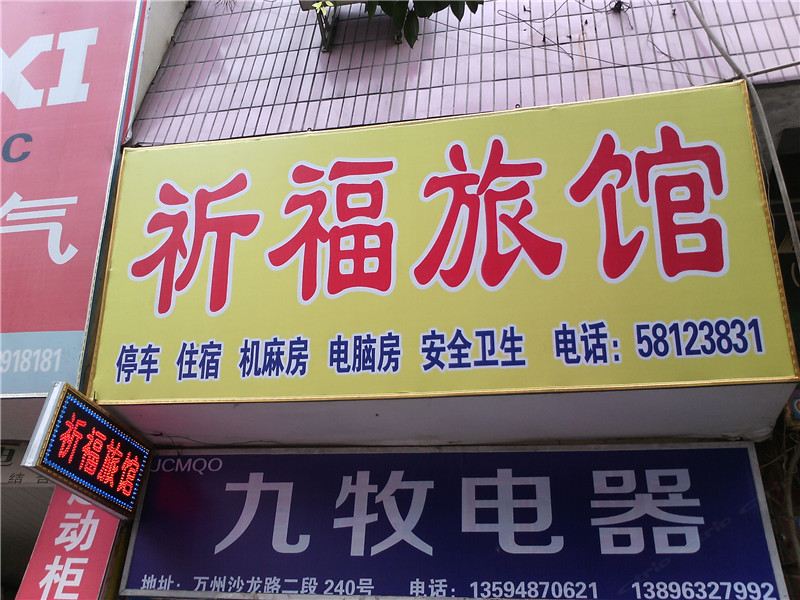 XI
C
气
918181
祈福旅馆
停车 住宿 机麻房 电脑房 安全卫生 电话：58123831
祈福旅馆
JCMQO
九牧电器
地址：万州沙龙路二段240号 电话：13594870621 13896327992
动柜